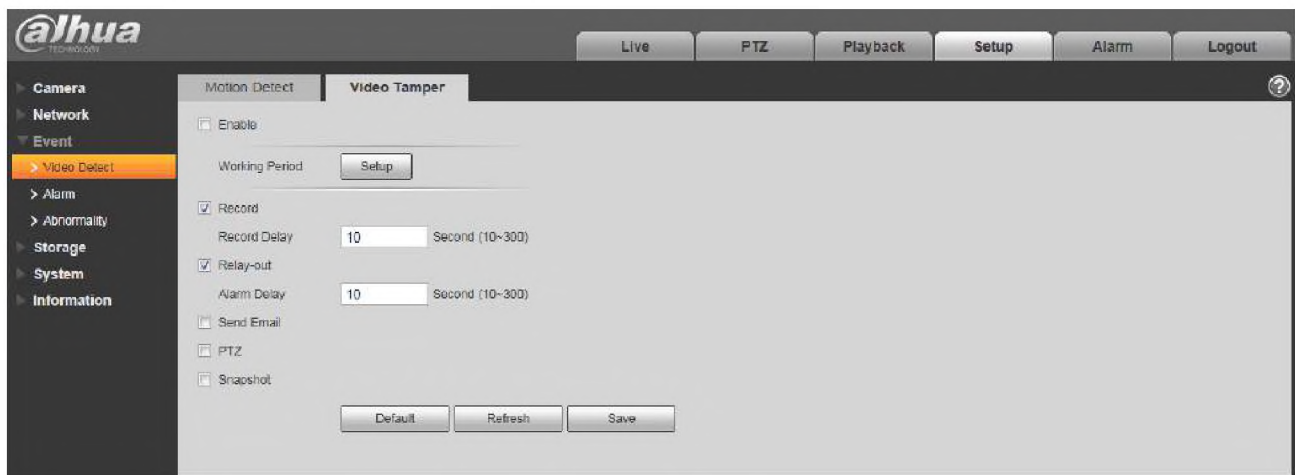 alhua
TECHNOLOGY
Live PTZ Playback Setup Alarm Logout
Camera
Network
Event
> Video Detect
> Alarm
> Abnormality
Storage
System
Information
Motion Detect Video Tamper
?
Enable
Working Period Setup
Record
Record Delay 10 Second (10~300)
Relay-out
Alarm Delay 10 Second (10~300)
Send Email
PTZ
Snapshot
Default Refresh Save